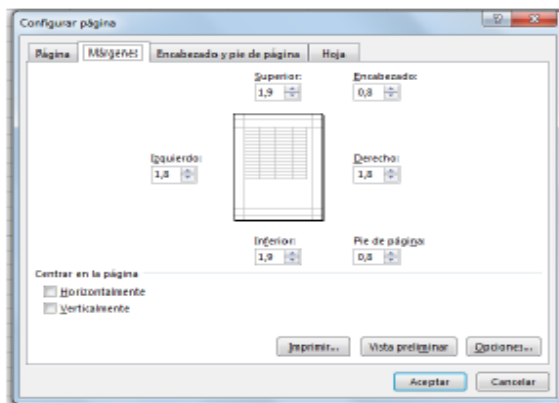 Configurar página
Página Márgenes Encabezado y pie de página Hoja
Superior: Encabezado:
1,9 0,8
Izquierdo: Derecho:
1,8 1,8
Inferior: Pie de página:
1,9 0,8
Centrar en la página
Horizontalmente
Verticalmente
Imprimir... Vista preliminar Opciones...
Aceptar Cancelar